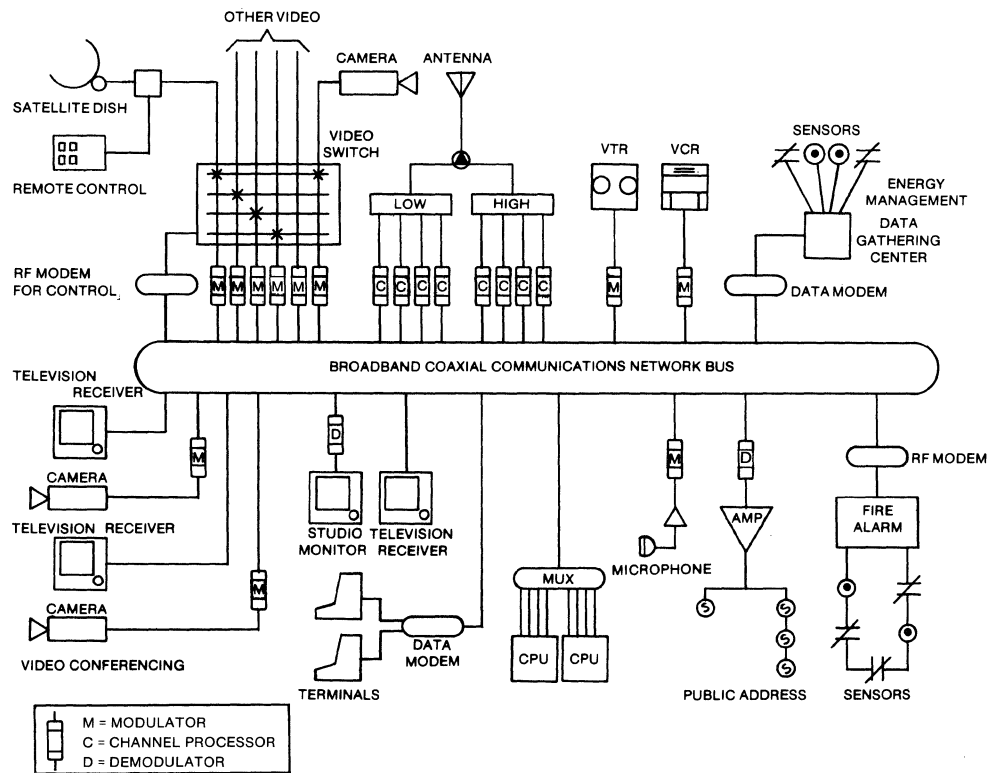 OTHER VIDEO
CAMERA
ANTENNA
SATELLITE DISH
VIDEO
SWITCH
REMOTE CONTROL
VTR
VCR
SENSORS
ENERGY
MANAGEMENT
LOW
HIGH
DATA
GATHERING
CENTER
RF MODEM
FOR CONTROL
M M M M M M
C C C C
C C C C
M
M
DATA MODEM
BROADBAND COAXIAL COMMUNICATIONS NETWORK BUS
TELEVISION
RECEIVER
M
D
M
D
RF MODEM
CAMERA
TELEVISION RECEIVER
STUDIO
MONITOR
TELEVISION
RECEIVER
AMP
FIRE
ALARM
MICROPHONE
M
MUX
CAMERA
S
S
S
S
VIDEO CONFERENCING
DATA
MODEM
CPU
CPU
TERMINALS
PUBLIC ADDRESS
SENSORS
M = MODULATOR
C = CHANNEL PROCESSOR
D = DEMODULATOR